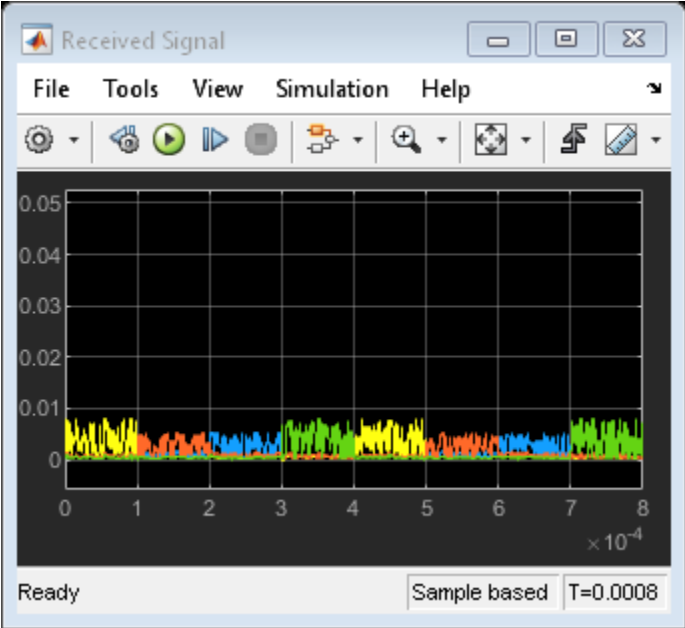 Received Signal
File Tools View Simulation Help
0.05
0.04
0.03
0.02
0.01
0
0 1 2 3 4 5 6 7 8
×10⁻⁴
Ready Sample based T=0.0008